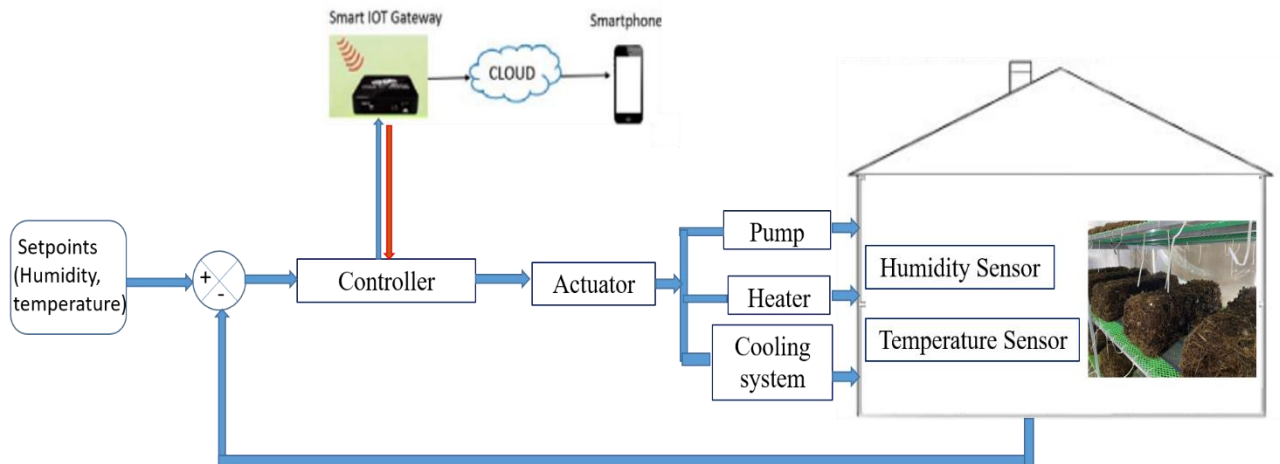 Smart IOT Gateway
Smartphone
CLOUD
Setpoints
(Humidity,
temperature)
+
-
Controller
Actuator
Pump
Heater
Cooling
system
Humidity Sensor
Temperature Sensor